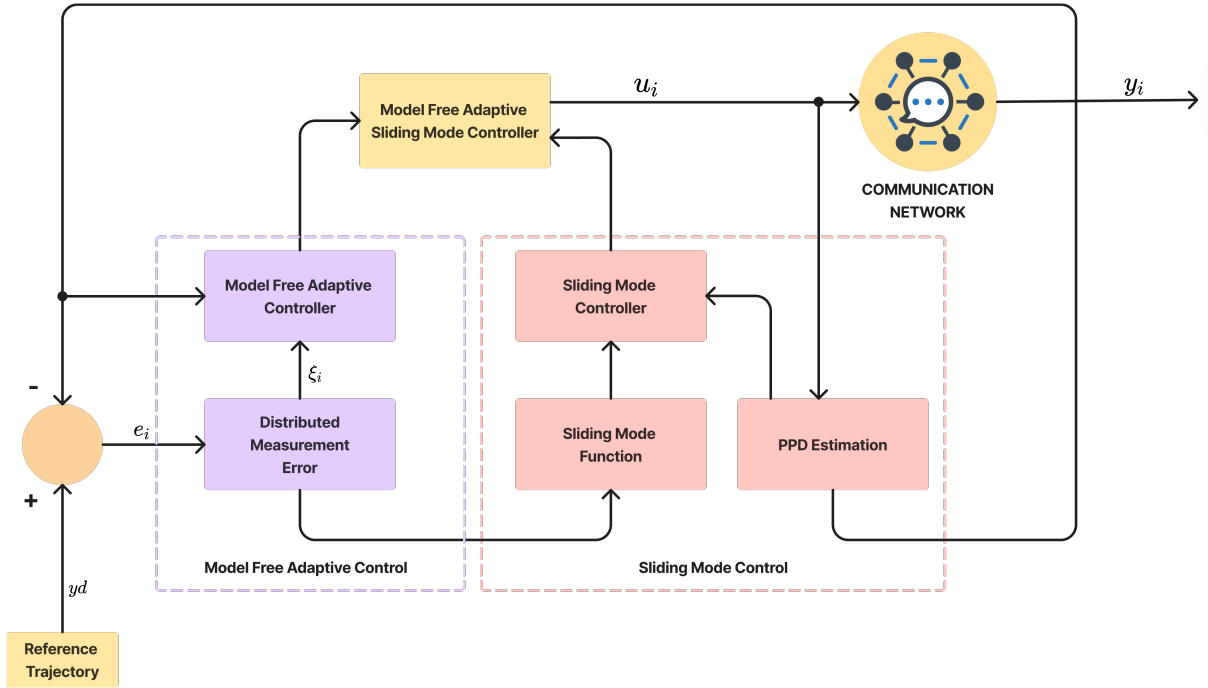 Model Free Adaptive
Sliding Mode Controller
u_i
y_i
COMMUNICATION
NETWORK
Model Free Adaptive
Controller
Sliding Mode
Controller
ξ_i
-
e_i
Distributed
Measurement
Error
Sliding Mode
Function
PPD Estimation
+
Model Free Adaptive Control
Sliding Mode Control
yd
Reference
Trajectory